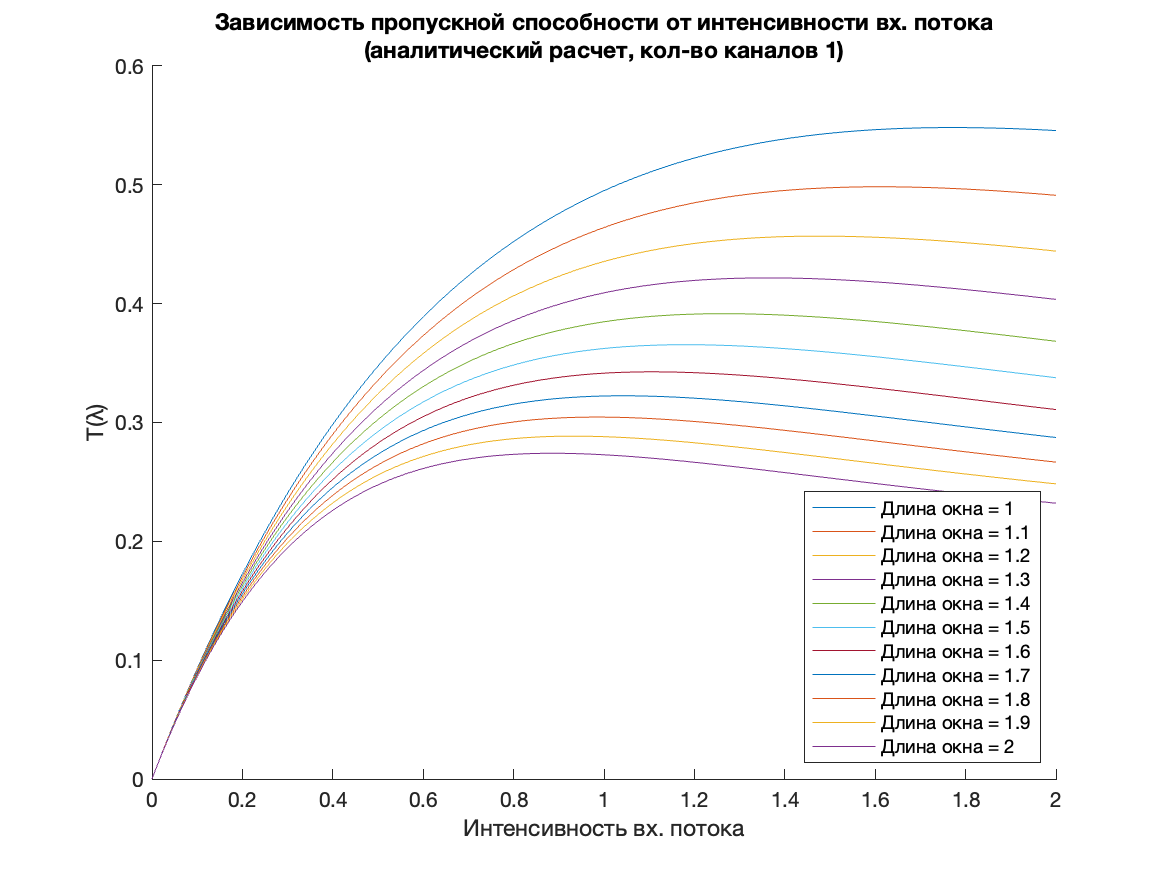 Зависимость пропускной способности от интенсивности вх. потока
(аналитический расчет, кол-во каналов 1)
0.6
0.5
0.4
0.3
0.2
0.1
0
T(λ)
Длина окна = 1
Длина окна = 1.1
Длина окна = 1.2
Длина окна = 1.3
Длина окна = 1.4
Длина окна = 1.5
Длина окна = 1.6
Длина окна = 1.7
Длина окна = 1.8
Длина окна = 1.9
Длина окна = 2
0 0.2 0.4 0.6 0.8 1 1.2 1.4 1.6 1.8 2
Интенсивность вх. потока